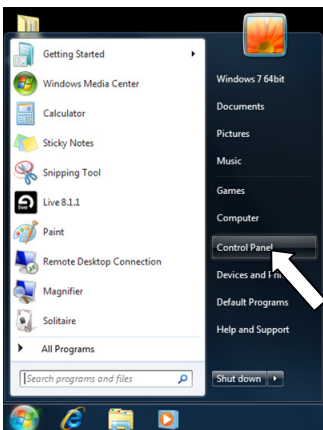 Getting Started
Windows Media Center
Calculator
Sticky Notes
Snipping Tool
Live 8.1.1
Paint
Remote Desktop Connection
Magnifier
Solitaire
All Programs
Search programs and files
Windows 7 64bit
Documents
Pictures
Music
Games
Computer
Control Panel
Devices and
Default Programs
Help and Support
Shut down